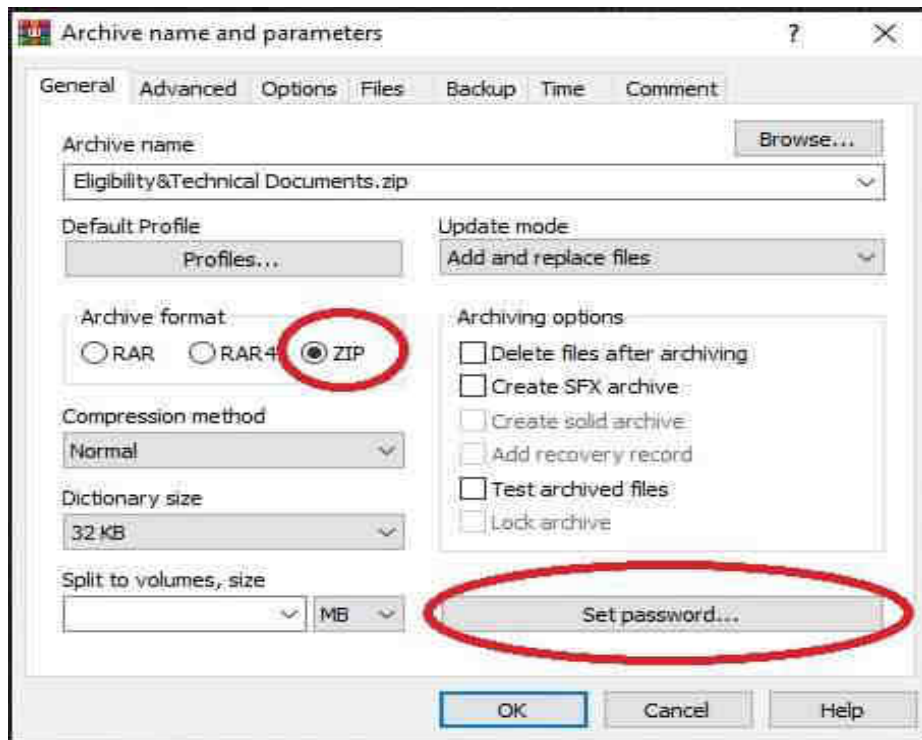 Archive name and parameters ? X
General Advanced Options Files Backup Time Comment
Archive name Browse...
Eligibility&Technical Documents.zip
Default Profile
Profiles...
Update mode
Add and replace files
Archive format
RAR RAR4 ZIP
Compression method
Normal
Dictionary size
32 KB
Split to volumes, size
MB
Archiving options
Delete files after archiving
Create SFX archive
Create solid archive
Add recovery record
Test archived files
Lock archive
Set password...
OK Cancel Help